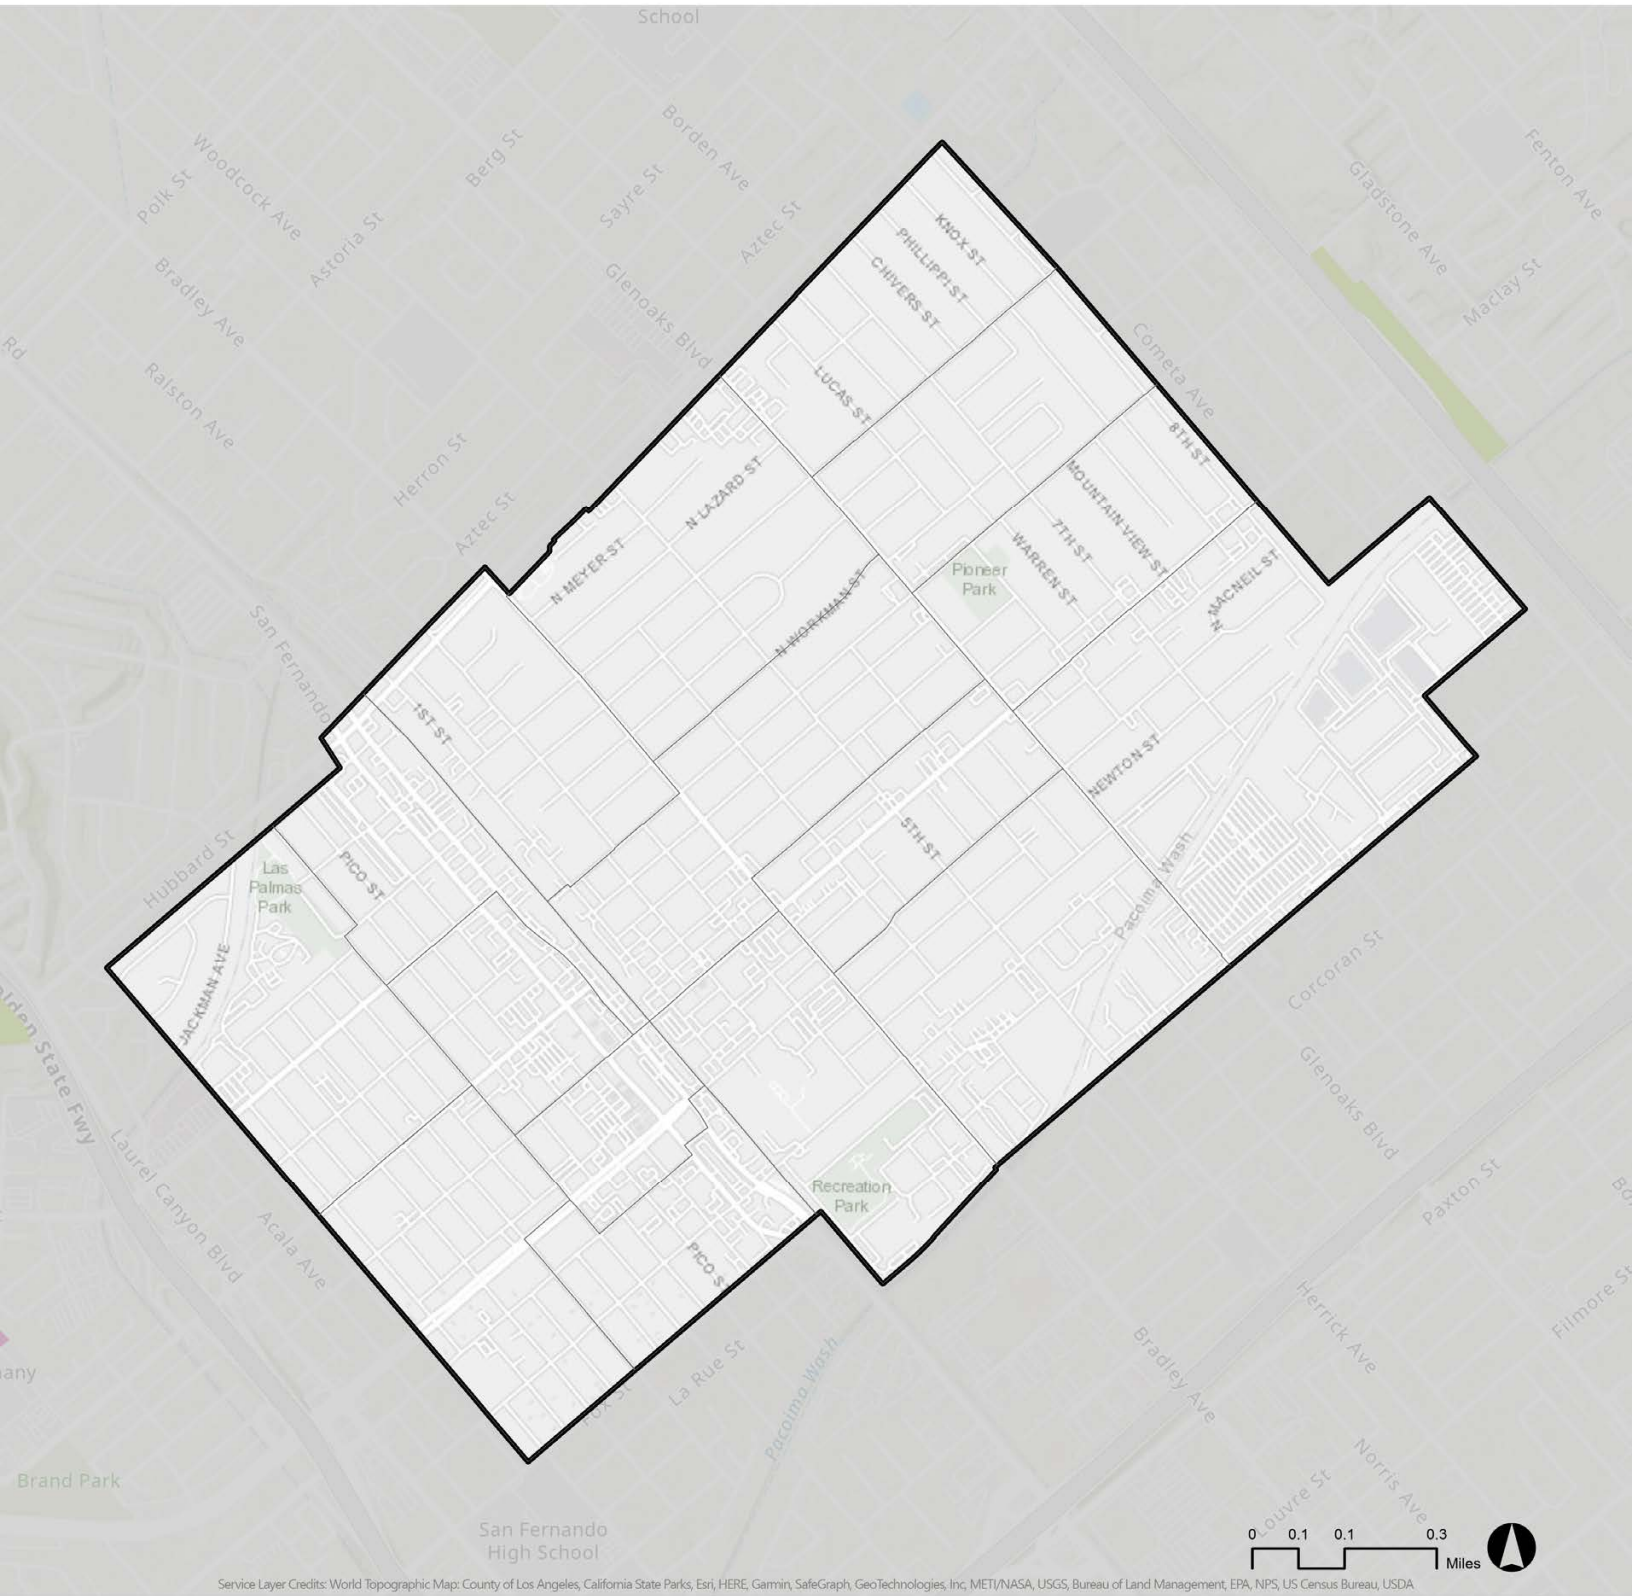 School
Borden Ave
Berg St
Woodcock Ave
Polk St
Sayre St
Astoria St
Aztec St
Fenton Ave
Gladstone Ave
Maclay St
KNOX ST
PHILLIPPI ST
CHIVERS ST
Glenoaks Blvd
Bradley Ave
Rd
Ralston Ave
Cometa Ave
LUCAS ST
Herron St
8TH ST
N LAZARD ST
MOUNTAIN VIEW ST
Aztec St
7TH ST
WARREN ST
Pioneer
Park
N MEYER ST
N MACNEIL ST
N WORKMAN ST
San Fernando
1ST ST
NEWTON ST
5TH ST
Hubbard St
PICO ST
Las
Palmas
Park
Pacoima Wash
JACKMAN AVE
Corcoran St
lden State Fwy
Glenoaks Blvd
Laurel Canyon Blvd
Acala Ave
Recreation
Park
Paxton St
PICO S
Herrick Ave
Filmore St
Bradley Ave
La Rue St
Fox St
Pacoima Wash
any
Brand Park
Norris Ave
Louvre St
San Fernando
High School
0 0.1 0.1 0.3
Miles
Service Layer Credits: World Topographic Map: County of Los Angeles, California State Parks, Esri, HERE, Garmin, SafeGraph, GeoTechnologies, Inc, METI/NASA, USGS, Bureau of Land Management, EPA, NPS, US Census Bureau, USDA